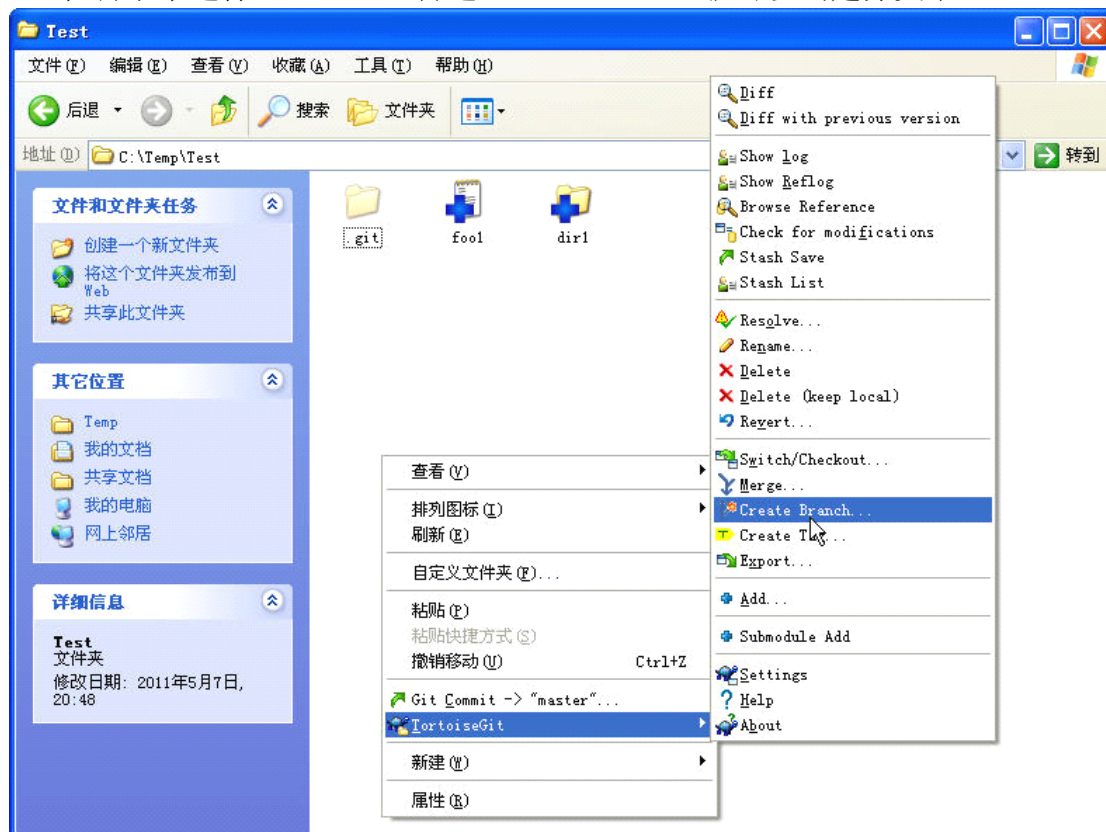 Test
文件(F) 编辑(E) 查看(V) 收藏(A) 工具(T) 帮助(H)
后退 搜索 文件夹
地址(D) C:\Temp\Test 转到
文件和文件夹任务
创建一个新文件夹
将这个文件夹发布到
Web
共享此文件夹
其它位置
Temp
我的文档
共享文档
我的电脑
网上邻居
详细信息
Test
文件夹
修改日期: 2011年5月7日,
20:48
.git foo1 dir1
查看(V)
排列图标(I)
刷新(E)
自定义文件夹(F)...
粘贴(P)
粘贴快捷方式(S)
撤销移动(U) Ctrl+Z
Git Commit -> "master"...
TortoiseGit
新建(W)
属性(R)
Diff
Diff with previous version
Show log
Show Reflog
Browse Reference
Check for modifications
Stash Save
Stash List
Resolve...
Rename...
Delete
Delete (keep local)
Revert...
Switch/Checkout...
Merge...
Create Branch...
Create Tag...
Export...
Add...
Submodule Add
Settings
Help
About